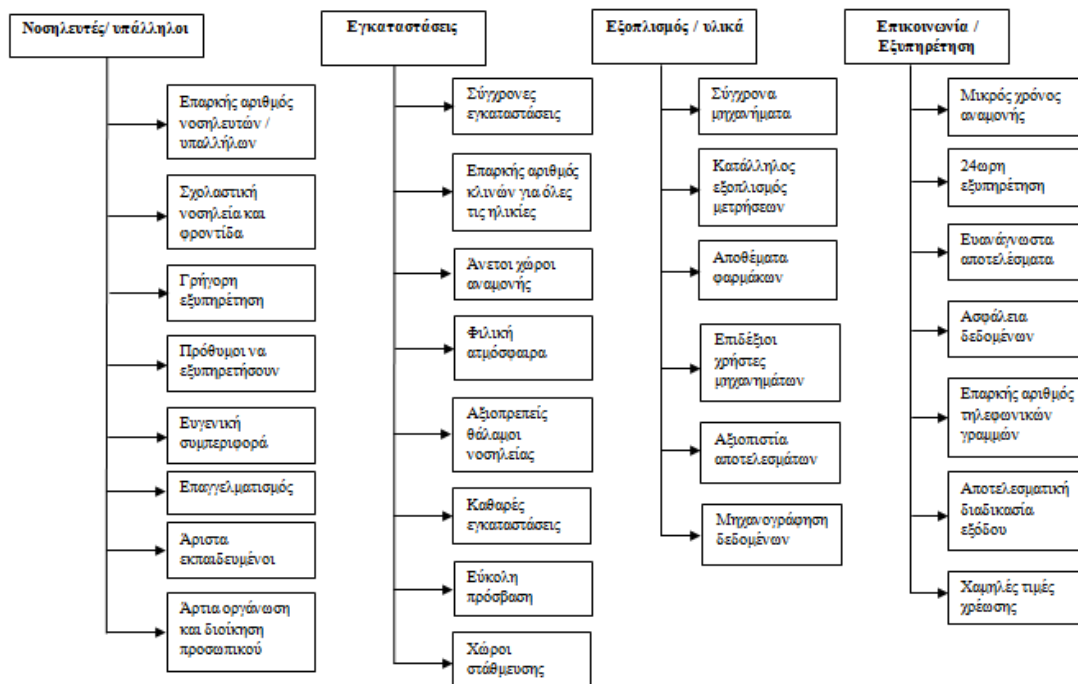 Νοσηλευτές/ υπάλληλοι
Επαρκής αριθμός
νοσηλευτών /
υπαλλήλων
Σχολαστική
νοσηλεία και
φροντίδα
Γρήγορη
εξυπηρέτηση
Πρόθυμοι να
εξυπηρετήσουν
Ευγενική
συμπεριφορά
Επαγγελματισμός
Άριστα
εκπαιδευμένοι
Άρτια οργάνωση
και διοίκηση
προσωπικού
Εγκαταστάσεις
Σύγχρονες
εγκαταστάσεις
Επαρκής αριθμός
κλινών για όλες
τις ηλικίες
Άνετοι χώροι
αναμονής
Φιλική
ατμόσφαιρα
Αξιοπρεπείς
θάλαμοι
νοσηλείας
Καθαρές
εγκαταστάσεις
Εύκολη
πρόσβαση
Χώροι
στάθμευσης
Εξοπλισμός / υλικά
Σύγχρονα
μηχανήματα
Κατάλληλος
εξοπλισμός
μετρήσεων
Αποθέματα
φαρμάκων
Επιδέξιοι
χρήστες
μηχανημάτων
Αξιοπιστία
αποτελεσμάτων
Μηχανογράφηση
δεδομένων
Επικοινωνία /
Εξυπηρέτηση
Μικρός χρόνος
αναμονής
24ωρη
εξυπηρέτηση
Ευανάγνωστα
αποτελέσματα
Ασφάλεια
δεδομένων
Επαρκής αριθμός
τηλεφωνικών
γραμμών
Αποτελεσματική
διαδικασία
εξόδου
Χαμηλές τιμές
χρέωσης